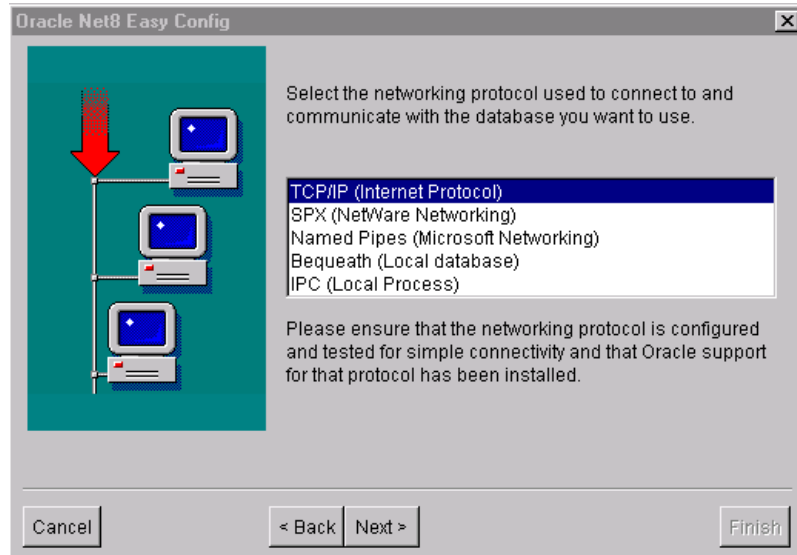 Oracle Net8 Easy Config
Select the networking protocol used to connect to and
communicate with the database you want to use.
TCP/IP (Internet Protocol)
SPX (NetWare Networking)
Named Pipes (Microsoft Networking)
Bequeath (Local database)
IPC (Local Process)
Please ensure that the networking protocol is configured
and tested for simple connectivity and that Oracle support
for that protocol has been installed.
Cancel
< Back
Next >
Finish